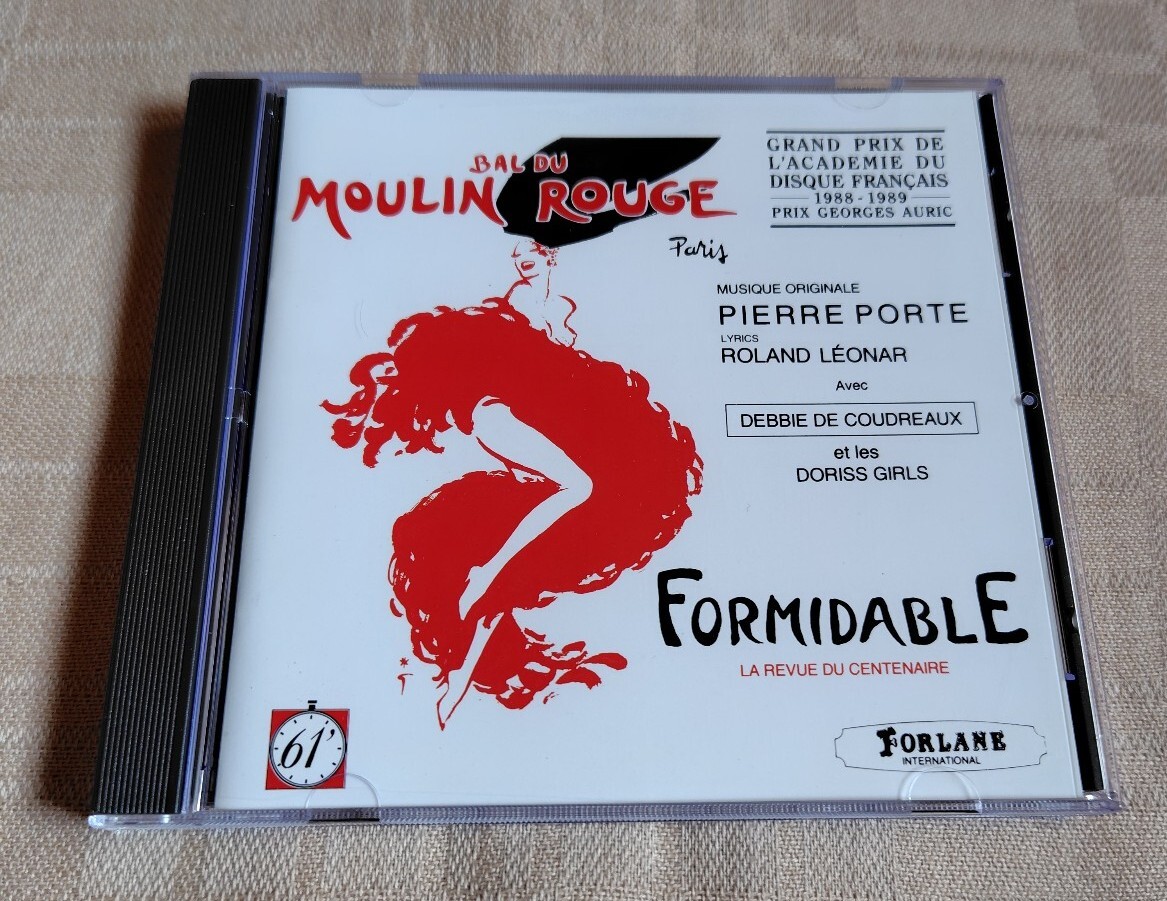 BAL DU
MOULIN ROUGE
Paris
GRAND PRIX DE
L'ACADEMIE DU
DISQUE FRANÇAIS
1988-1989
PRIX GEORGES AURIC
MUSIQUE ORIGINALE
PIERRE PORTE
LYRICS
ROLAND LÉONAR
Avec
DEBBIE DE COUDREAUX
et les
DORISS GIRLS
FORMIDABLE
LA REVUE DU CENTENAIRE
61'
FORLANE
INTERNATIONAL